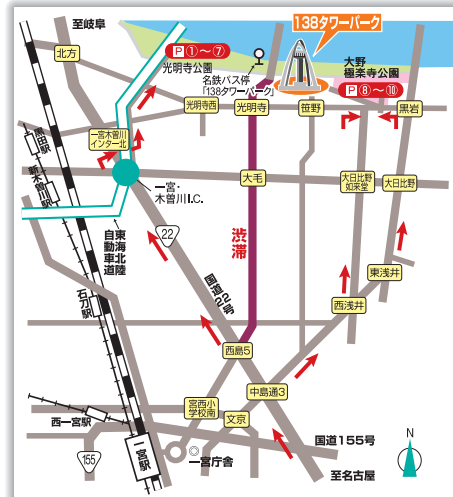 至岐阜
138タワーパーク
P ①～⑦
光明寺公園
名鉄バス停
「138タワーパーク」
大野
極楽寺公園
P ⑧～⑩
北方
光明寺西
光明寺
笹野
黒岩
一宮木曽川
インター北
黒田駅
新木曽川駅
大毛
大日比野
如来堂
大日比野
一宮・
木曽川I.C.
東海北陸
自動車道
22
国道22号
渋滞
東浅井
西浅井
石刀駅
西島5
中島通3
宮西小
学校南
文京
西一宮駅
一宮駅
155
一宮庁舎
国道155号
至名古屋
N